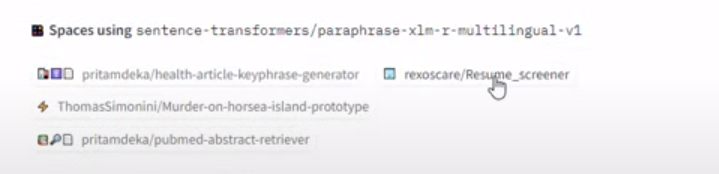 Spaces using sentence-transformers/paraphrase-xlm-r-multilingual-v1
pritamdeka/health-article-keyphrase-generator rexoscare/Resume_screener
ThomasSimonini/Murder-on-horsea-island-prototype
pritamdeka/pubmed-abstract-retriever